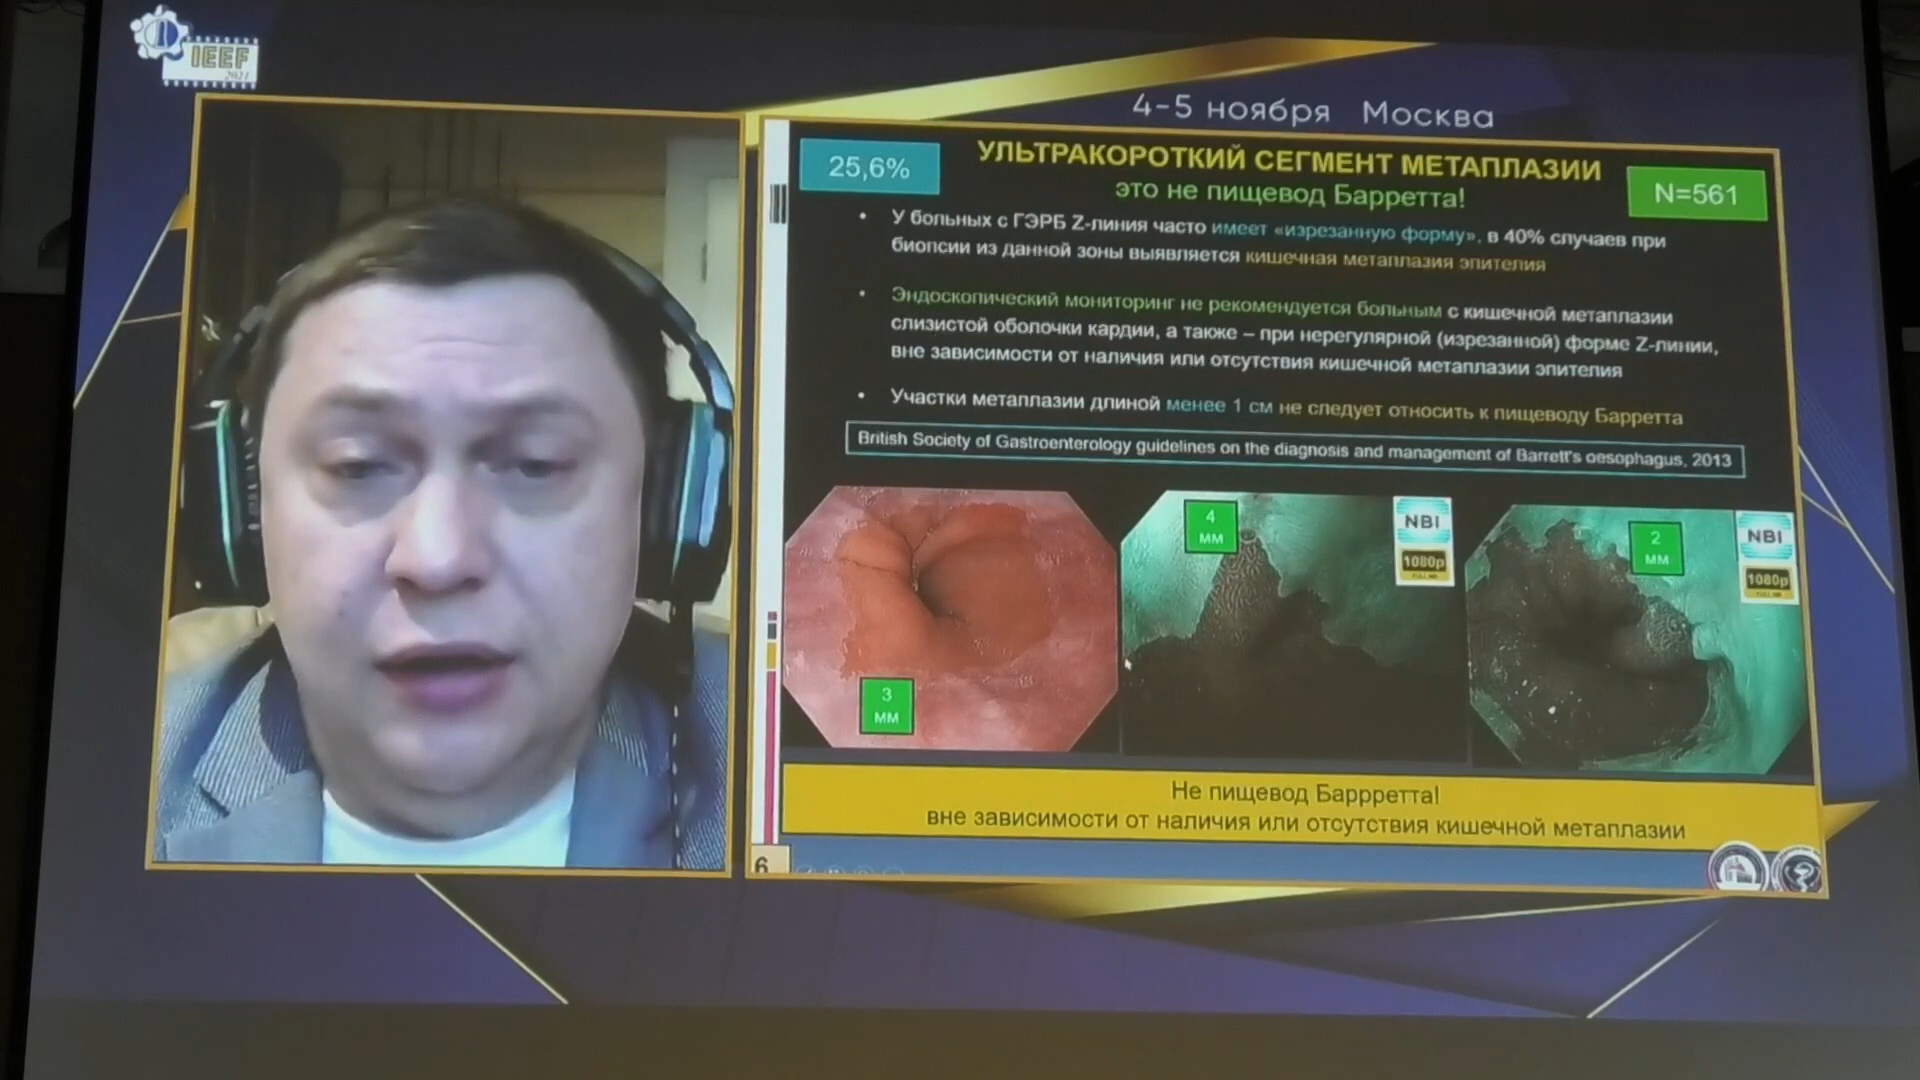 IEEF
2021
4-5 ноября Москва
25,6%
УЛЬТРАКОРОТКИЙ СЕГМЕНТ МЕТАПЛАЗИИ
это не пищевод Барретта!
N=561
• У больных с ГЭРБ Z-линия часто имеет «изрезанную форму», в 40% случаев при
биопсии из данной зоны выявляется кишечная метаплазия эпителия
• Эндоскопический мониторинг не рекомендуется больным с кишечной метаплазии
слизистой оболочки кардии, а также – при нерегулярной (изрезанной) форме Z-линии,
вне зависимости от наличия или отсутствия кишечной метаплазии эпителия
• Участки метаплазии длиной менее 1 см не следует относить к пищеводу Барретта
British Society of Gastroenterology guidelines on the diagnosis and management of Barrett's oesophagus, 2013
3
мм
4
мм
NBI
1080p
FULL HD
2
мм
NBI
1080p
FULL HD
Не пищевод Баррретта!
вне зависимости от наличия или отсутствия кишечной метаплазии
6